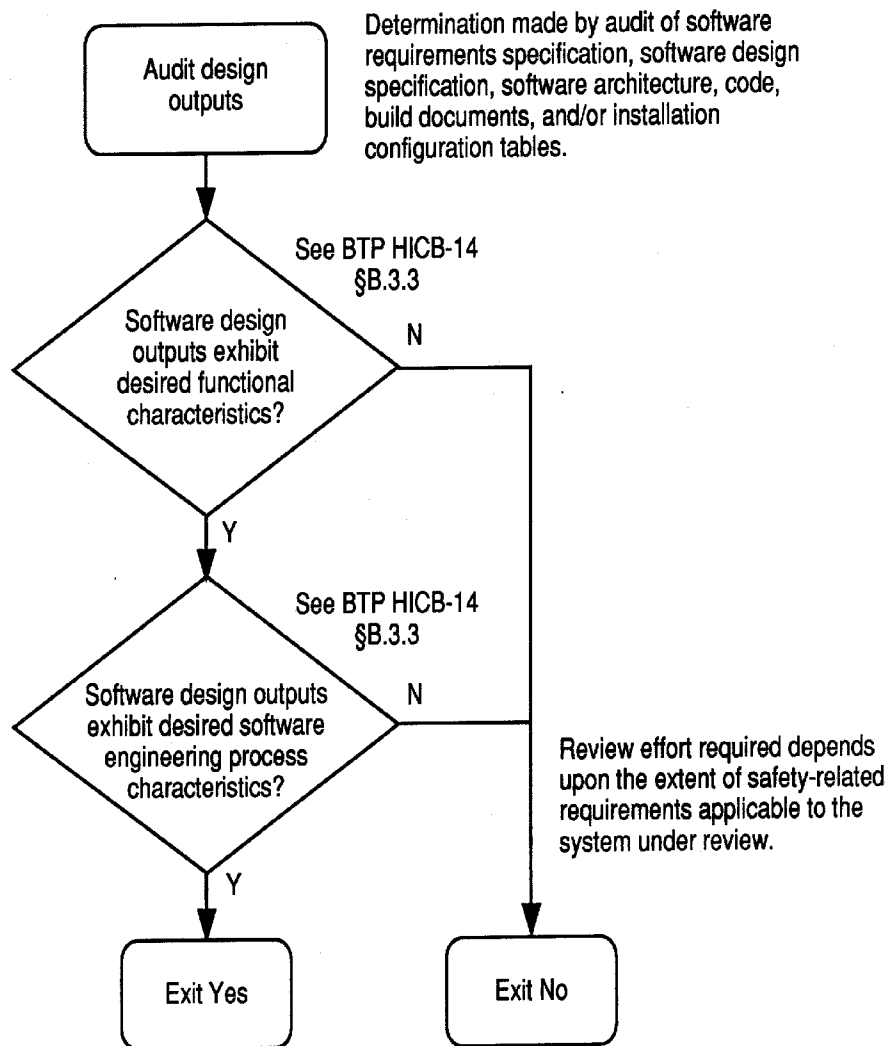 Audit design
outputs
Determination made by audit of software
requirements specification, software design
specification, software architecture, code,
build documents, and/or installation
configuration tables.
See BTP HICB-14
§B.3.3
Software design
outputs exhibit
desired functional
characteristics?
N
Y
See BTP HICB-14
§B.3.3
Software design outputs
exhibit desired software
engineering process
characteristics?
N
Review effort required depends
upon the extent of safety-related
requirements applicable to the
system under review.
Y
Exit Yes
Exit No